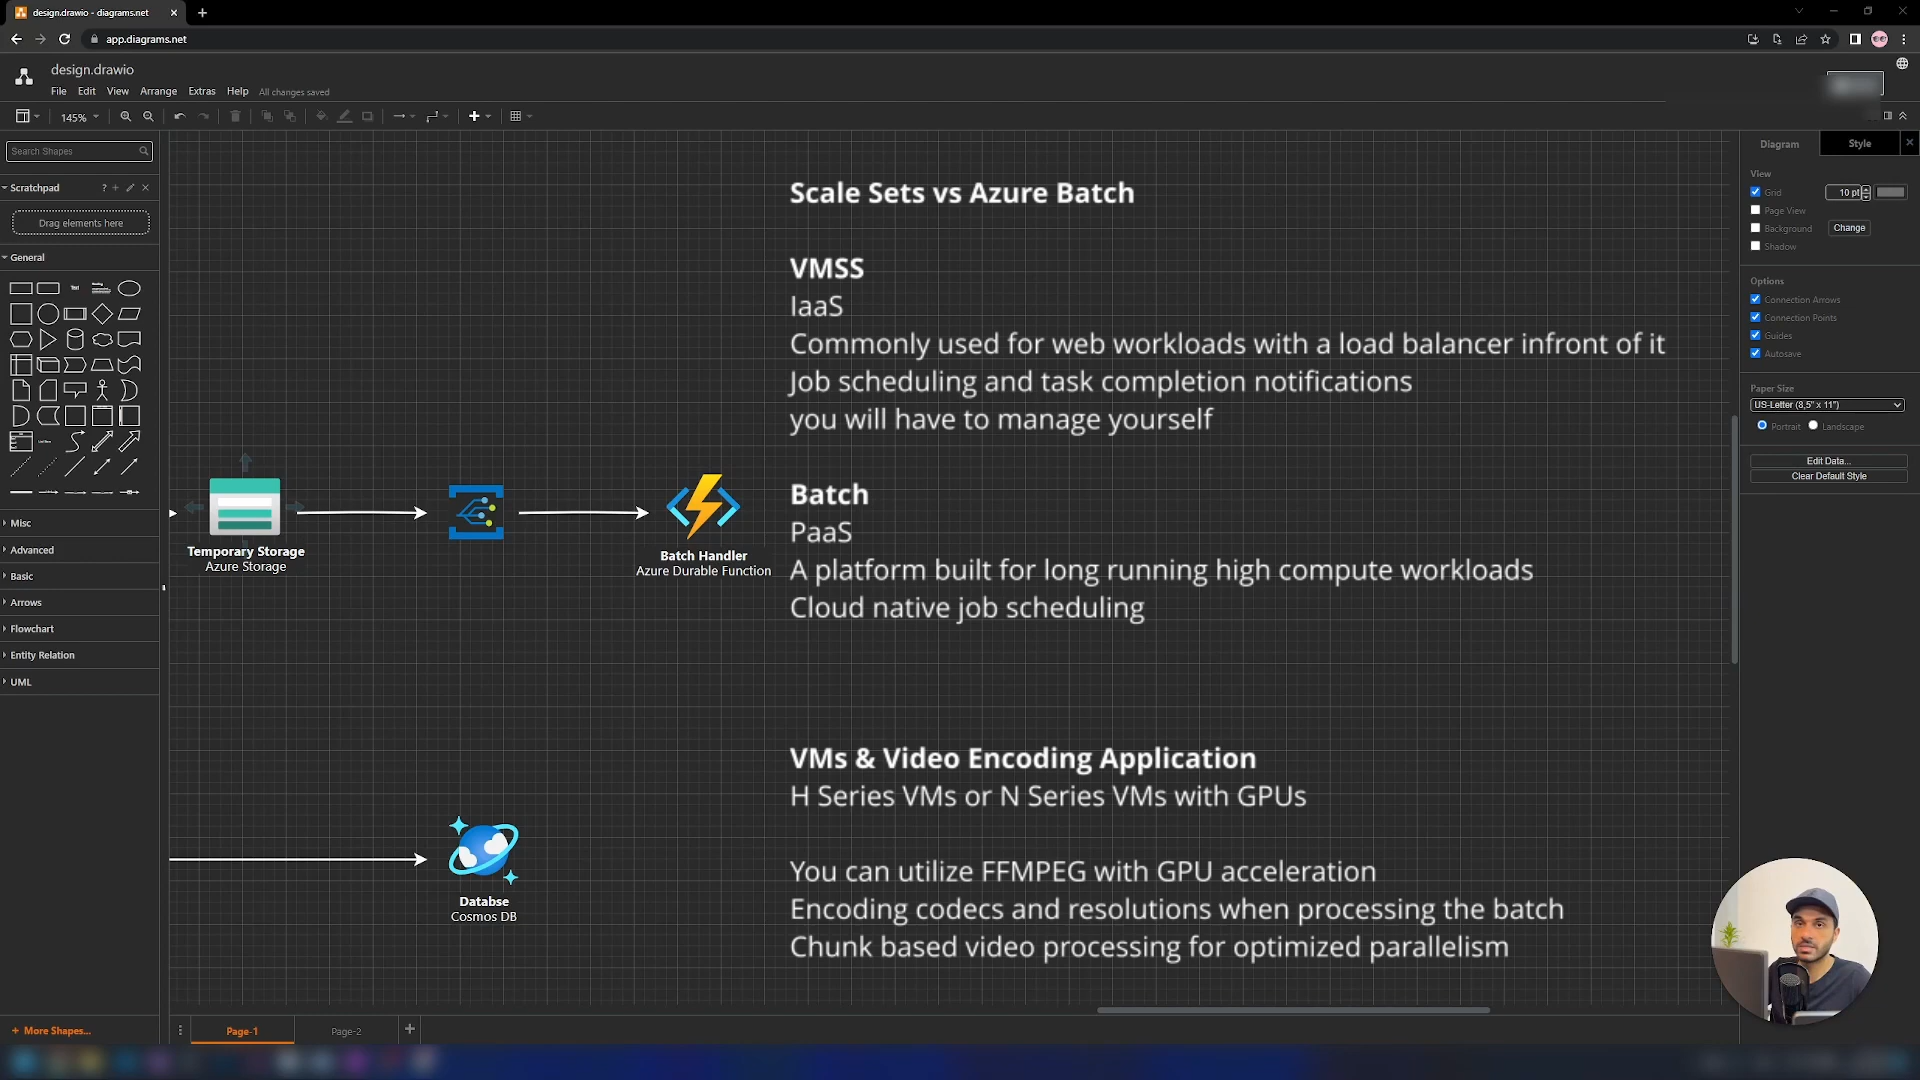 design.drawio - diagrams.net
app.diagrams.net
design.drawio
File Edit View Arrange Extras Help All changes saved
145%
Search Shapes
Scratchpad
Drag elements here
General
Text
Misc
Advanced
Basic
Arrows
Flowchart
Entity Relation
UML
+ More Shapes...
Scale Sets vs Azure Batch
VMSS
IaaS
Commonly used for web workloads with a load balancer infront of it
Job scheduling and task completion notifications
you will have to manage yourself
Temporary Storage
Azure Storage
Batch Handler
Azure Durable Function
Batch
PaaS
A platform built for long running high compute workloads
Cloud native job scheduling
VMs & Video Encoding Application
H Series VMs or N Series VMs with GPUs
You can utilize FFMPEG with GPU acceleration
Encoding codecs and resolutions when processing the batch
Chunk based video processing for optimized parallelism
Databse
Cosmos DB
Diagram Style
View
Grid 10 pt
Page View
Background Change
Shadow
Options
Connection Arrows
Connection Points
Guides
Autosave
Paper Size
US-Letter (8,5" x 11")
Portrait Landscape
Edit Data...
Clear Default Style
Page-1 Page-2